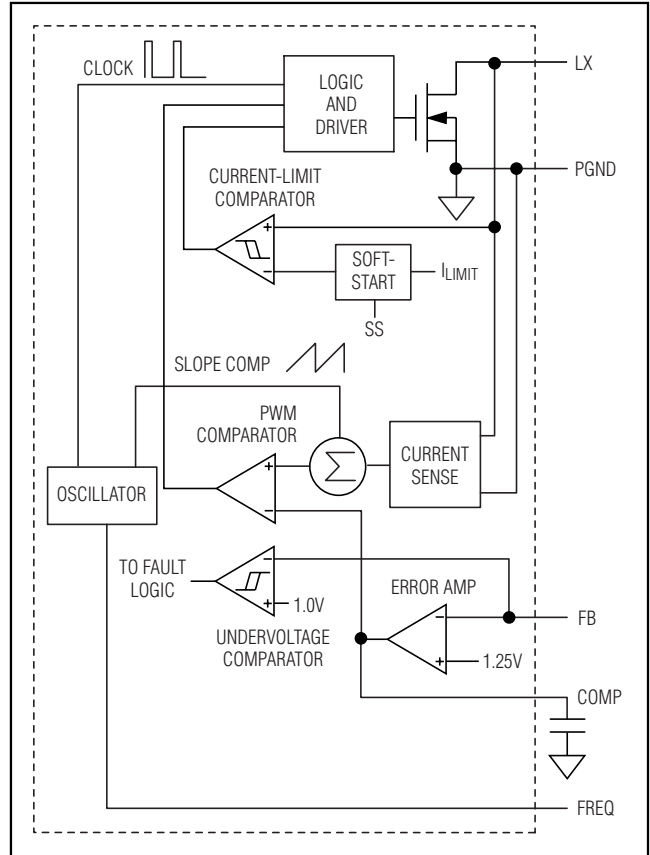 CLOCK
LOGIC
AND
DRIVER
LX
PGND
CURRENT-LIMIT
COMPARATOR
+
−
SOFT-
START
ILIMIT
SS
SLOPE COMP
PWM
COMPARATOR
+
−
Σ
CURRENT
SENSE
OSCILLATOR
TO FAULT
LOGIC
−
+
1.0V
UNDERVOLTAGE
COMPARATOR
ERROR AMP
−
+
1.25V
FB
COMP
FREQ